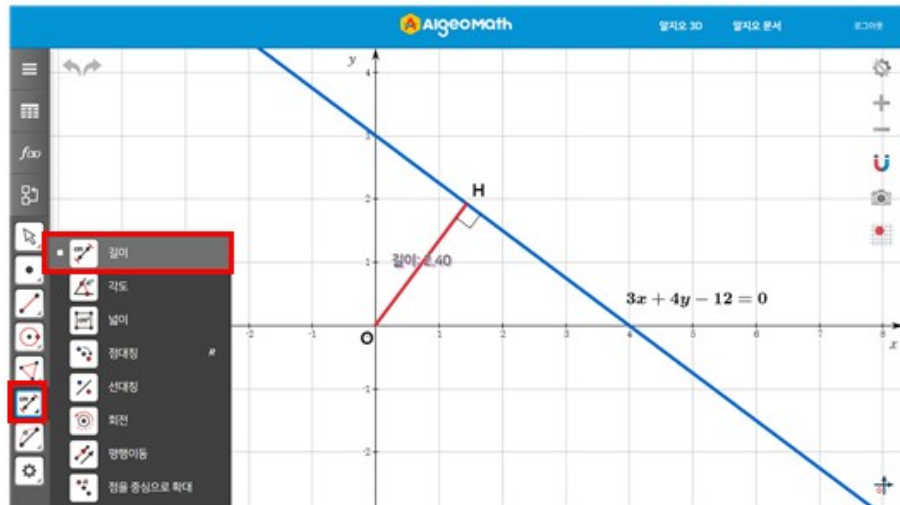 AlgeoMath
알지오 3D 알지오 문서 로그아웃
y
4
3
H
2
길이: 2.40
1
3x + 4y − 12 = 0
-2 -1 O 1 2 3 4 5 6 7 8 x
-1
-2
f(x)
길이
각도
넓이
점대칭 R
선대칭
회전
평행이동
점을 중심으로 확대